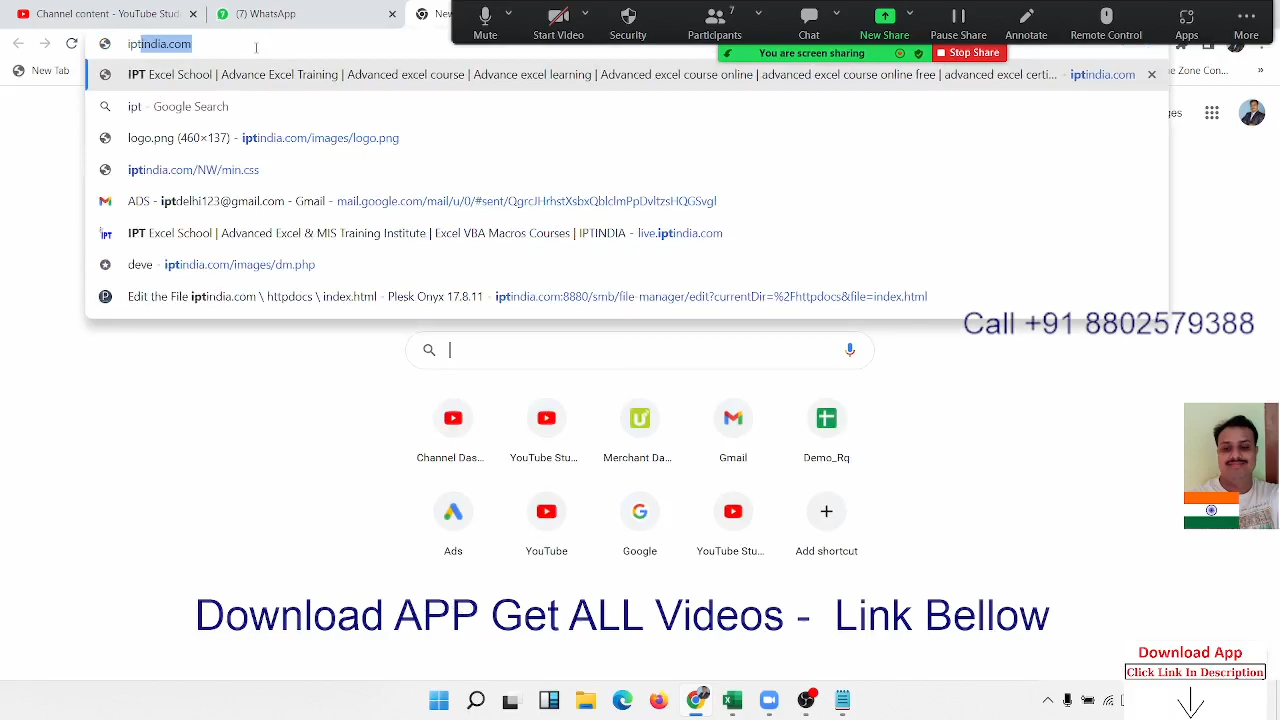 Channel content - YouTube Studio
7
(7) WhatsApp
New
Mute
Start Video
Security
7
Participants
Chat
New Share
Pause Share
Annotate
Remote Control
Apps
More
You are screen sharing
Stop Share
iptindia.com
New Tab
IPT Excel School | Advance Excel Training | Advanced excel course | Advance excel learning | Advanced excel course online | advanced excel course online free | advanced excel certi... - iptindia.com
ipt - Google Search
logo.png (460×137) - iptindia.com/images/logo.png
iptindia.com/NW/min.css
ADS - iptdelhi123@gmail.com - Gmail - mail.google.com/mail/u/0/#sent/QgrcJHrhstXsbxQblclmPpDvltzsHQGSvgl
IPT Excel School | Advanced Excel & MIS Training Institute | Excel VBA Macros Courses | IPTINDIA - live.iptindia.com
deve - iptindia.com/images/dm.php
Edit the File iptindia.com \ httpdocs \ index.html - Plesk Onyx 17.8.11 - iptindia.com:8880/smb/file-manager/edit?currentDir=%2Fhttpdocs&file=index.html
e Zone Corpor...
Call +91 8802579388
Channel Das...
YouTube Stu...
Merchant Da...
Gmail
Demo_Rq
Ads
YouTube
Google
YouTube Stu...
Add shortcut
Download APP Get ALL Videos - Link Bellow
Download App
Click Link In Description